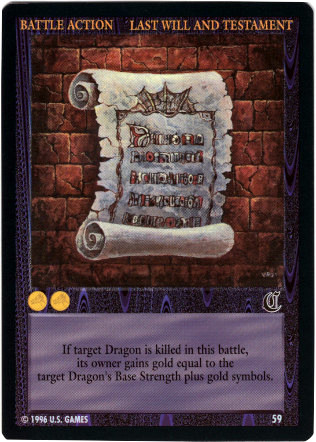 BATTLE ACTION LAST WILL AND TESTAMENT
C
If target Dragon is killed in this battle,
its owner gains gold equal to the
target Dragon's Base Strength plus gold symbols.
© 1996 U.S. GAMES 59